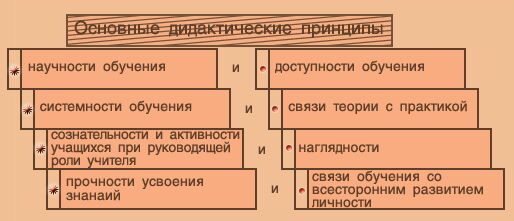 Основные дидактические принципы
научности обучения и доступности обучения
системности обучения и связи теории с практикой
сознательности и активности
учащихся при руководящей и наглядности
роли учителя
прочности усвоения
знанаий
и
связи обучения со
всесторонним развитием
личности